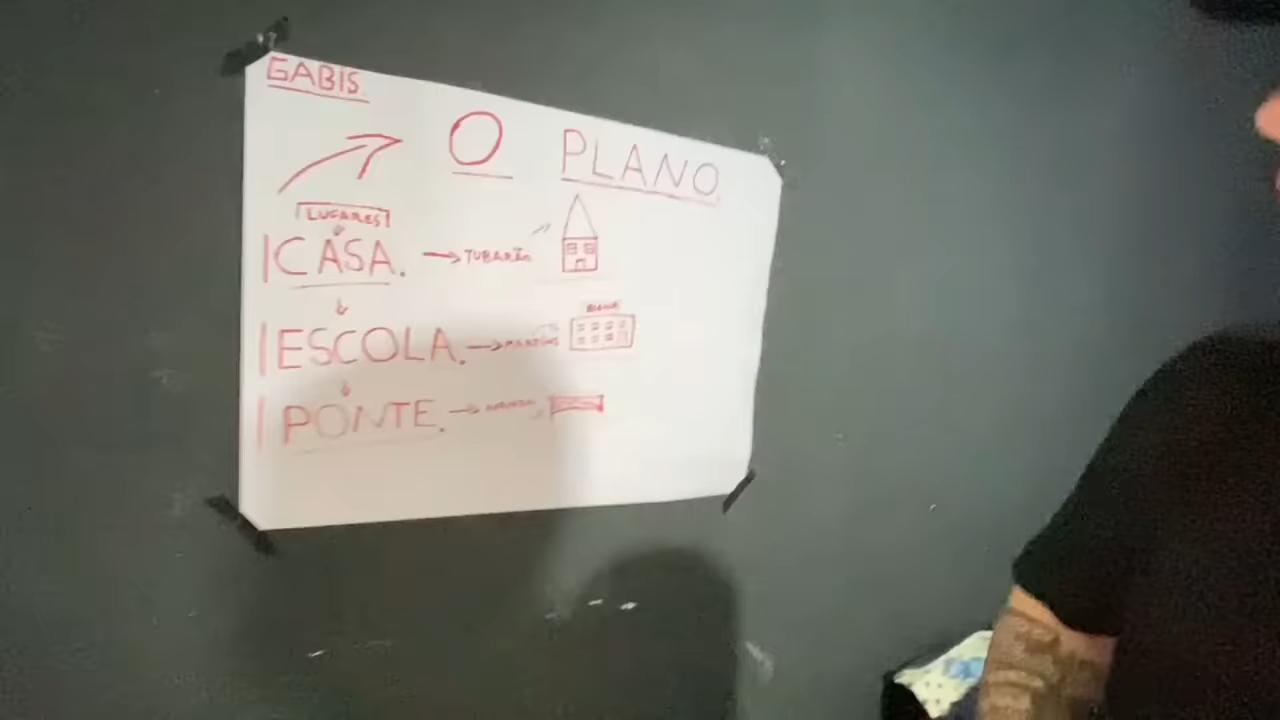 GABIS.
O PLANO
LUGARES
CASA. → TUBARÃO
ESCOLA. →
PONTE. →